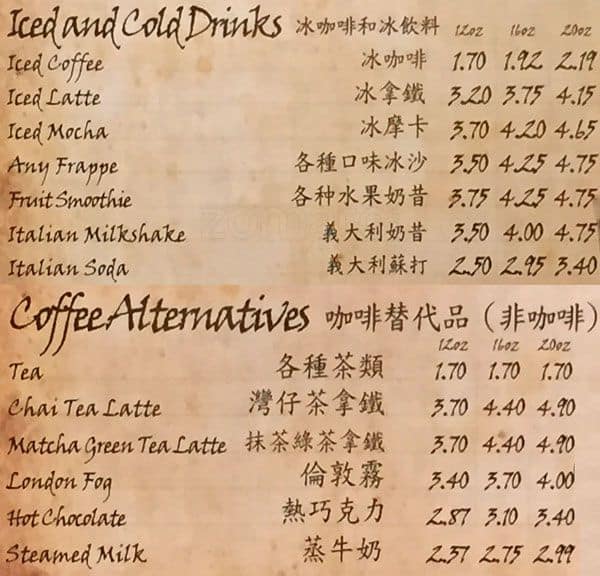 Iced and Cold Drinks 冰咖啡和冰飲料 12oz 16oz 20oz
Iced Coffee 冰咖啡 1.70 1.92 2.19
Iced Latte 冰拿鐵 3.20 3.75 4.15
Iced Mocha 冰摩卡 3.70 4.20 4.65
Any Frappe 各種口味冰沙 3.50 4.25 4.75
Fruit Smoothie 各种水果奶昔 3.75 4.25 4.75
Italian Milkshake 義大利奶昔 3.50 4.00 4.75
Italian Soda 義大利蘇打 2.50 2.95 3.40
Coffee Alternatives 咖啡替代品（非咖啡）
12oz 16oz 20oz
Tea 各種茶類 1.70 1.70 1.70
Chai Tea Latte 灣仔茶拿鐵 3.70 4.40 4.90
Matcha Green Tea Latte 抹茶綠茶拿鐵 3.70 4.40 4.90
London Fog 倫敦霧 3.40 3.70 4.00
Hot Chocolate 熱巧克力 2.87 3.10 3.40
Steamed Milk 蒸牛奶 2.37 2.75 2.99